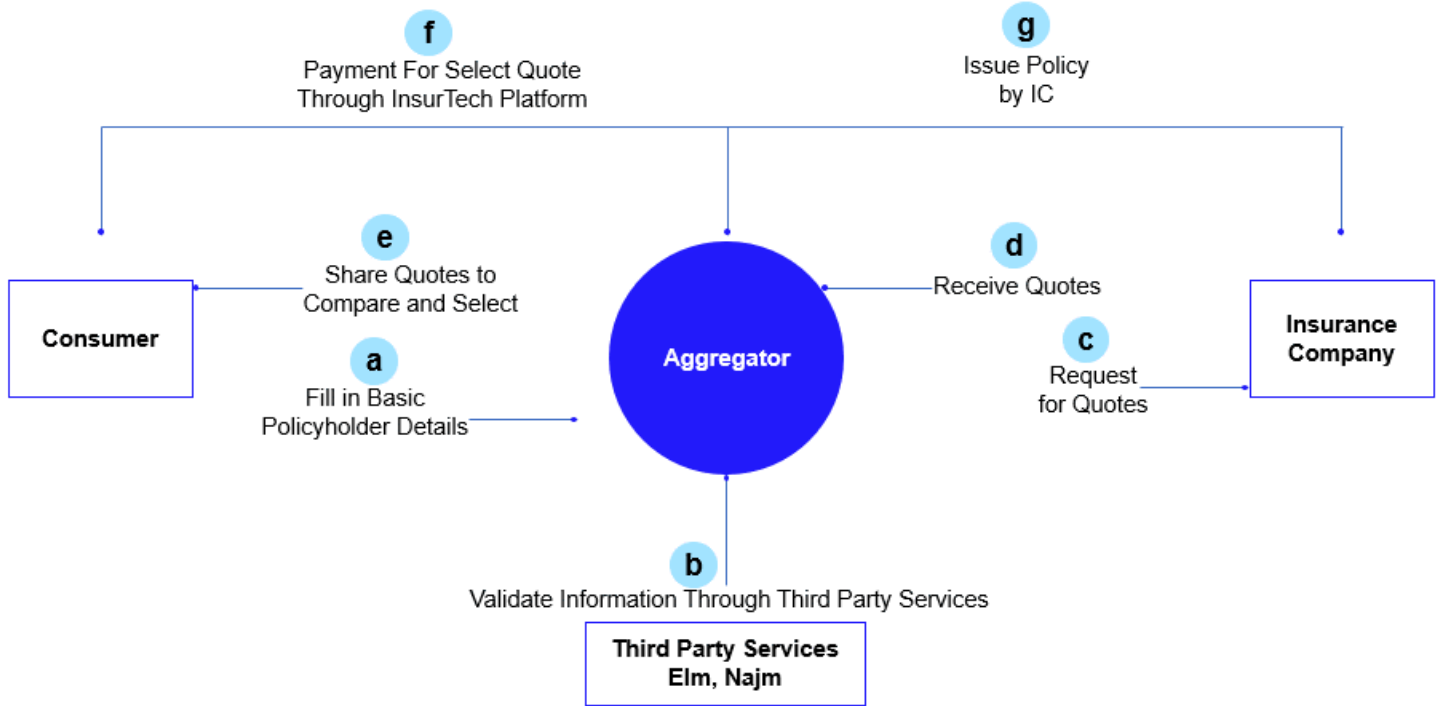 f
Payment For Select Quote
Through InsurTech Platform
g
Issue Policy
by IC
e
Share Quotes to
Compare and Select
d
Receive Quotes
Consumer
Aggregator
Insurance
Company
a
Fill in Basic
Policyholder Details
c
Request
for Quotes
b
Validate Information Through Third Party Services
Third Party Services
Elm, Najm